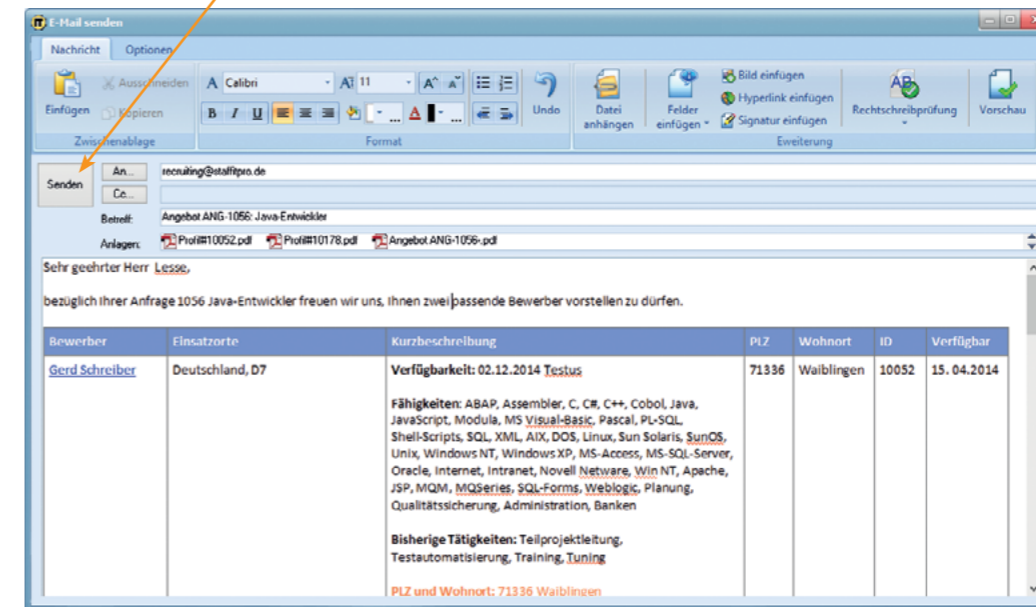 E-Mail senden
Nachricht Optionen
Ausschneiden Calibri 11 Bild einfügen
Hyperlink einfügen
Einfügen Kopieren B I U Undo Datei anhängen Felder einfügen Signatur einfügen Rechtschreibprüfung Vorschau
Zwischenablage Format Eweiterung
Senden An... recruiting@staffitpro.de
Cc...
Betreff: Angebot ANG-1056: Java-Entwickler
Anlagen: Profil#10052.pdf Profil#10178.pdf Angebot ANG-1056-.pdf
Sehr geehrter Herr Lesse,
bezüglich Ihrer Anfrage 1056 Java-Entwickler freuen wir uns, Ihnen zwei passende Bewerber vorstellen zu dürfen.
Bewerber Einsatzorte Kurzbeschreibung PLZ Wohnort ID Verfügbar
Gerd Schreiber Deutschland, D7 Verfügbarkeit: 02.12.2014 Testus 71336 Waiblingen 10052 15. 04.2014
Fähigkeiten: ABAP, Assembler, C, C#, C++, Cobol, Java,
JavaScript, Modula, MS Visual-Basic, Pascal, PL-SQL,
Shell-Scripts, SQL, XML, AIX, DOS, Linux, Sun Solaris, SunOS,
Unix, Windows NT, Windows XP, MS-Access, MS-SQL-Server,
Oracle, Internet, Intranet, Novell Netware, Win NT, Apache,
JSP, MQM, MQSeries, SQL-Forms, Weblogic, Planung,
Qualitätssicherung, Administration, Banken
Bisherige Tätigkeiten: Teilprojektleitung,
Testautomatisierung, Training, Tuning
PLZ und Wohnort: 71336 Waiblingen